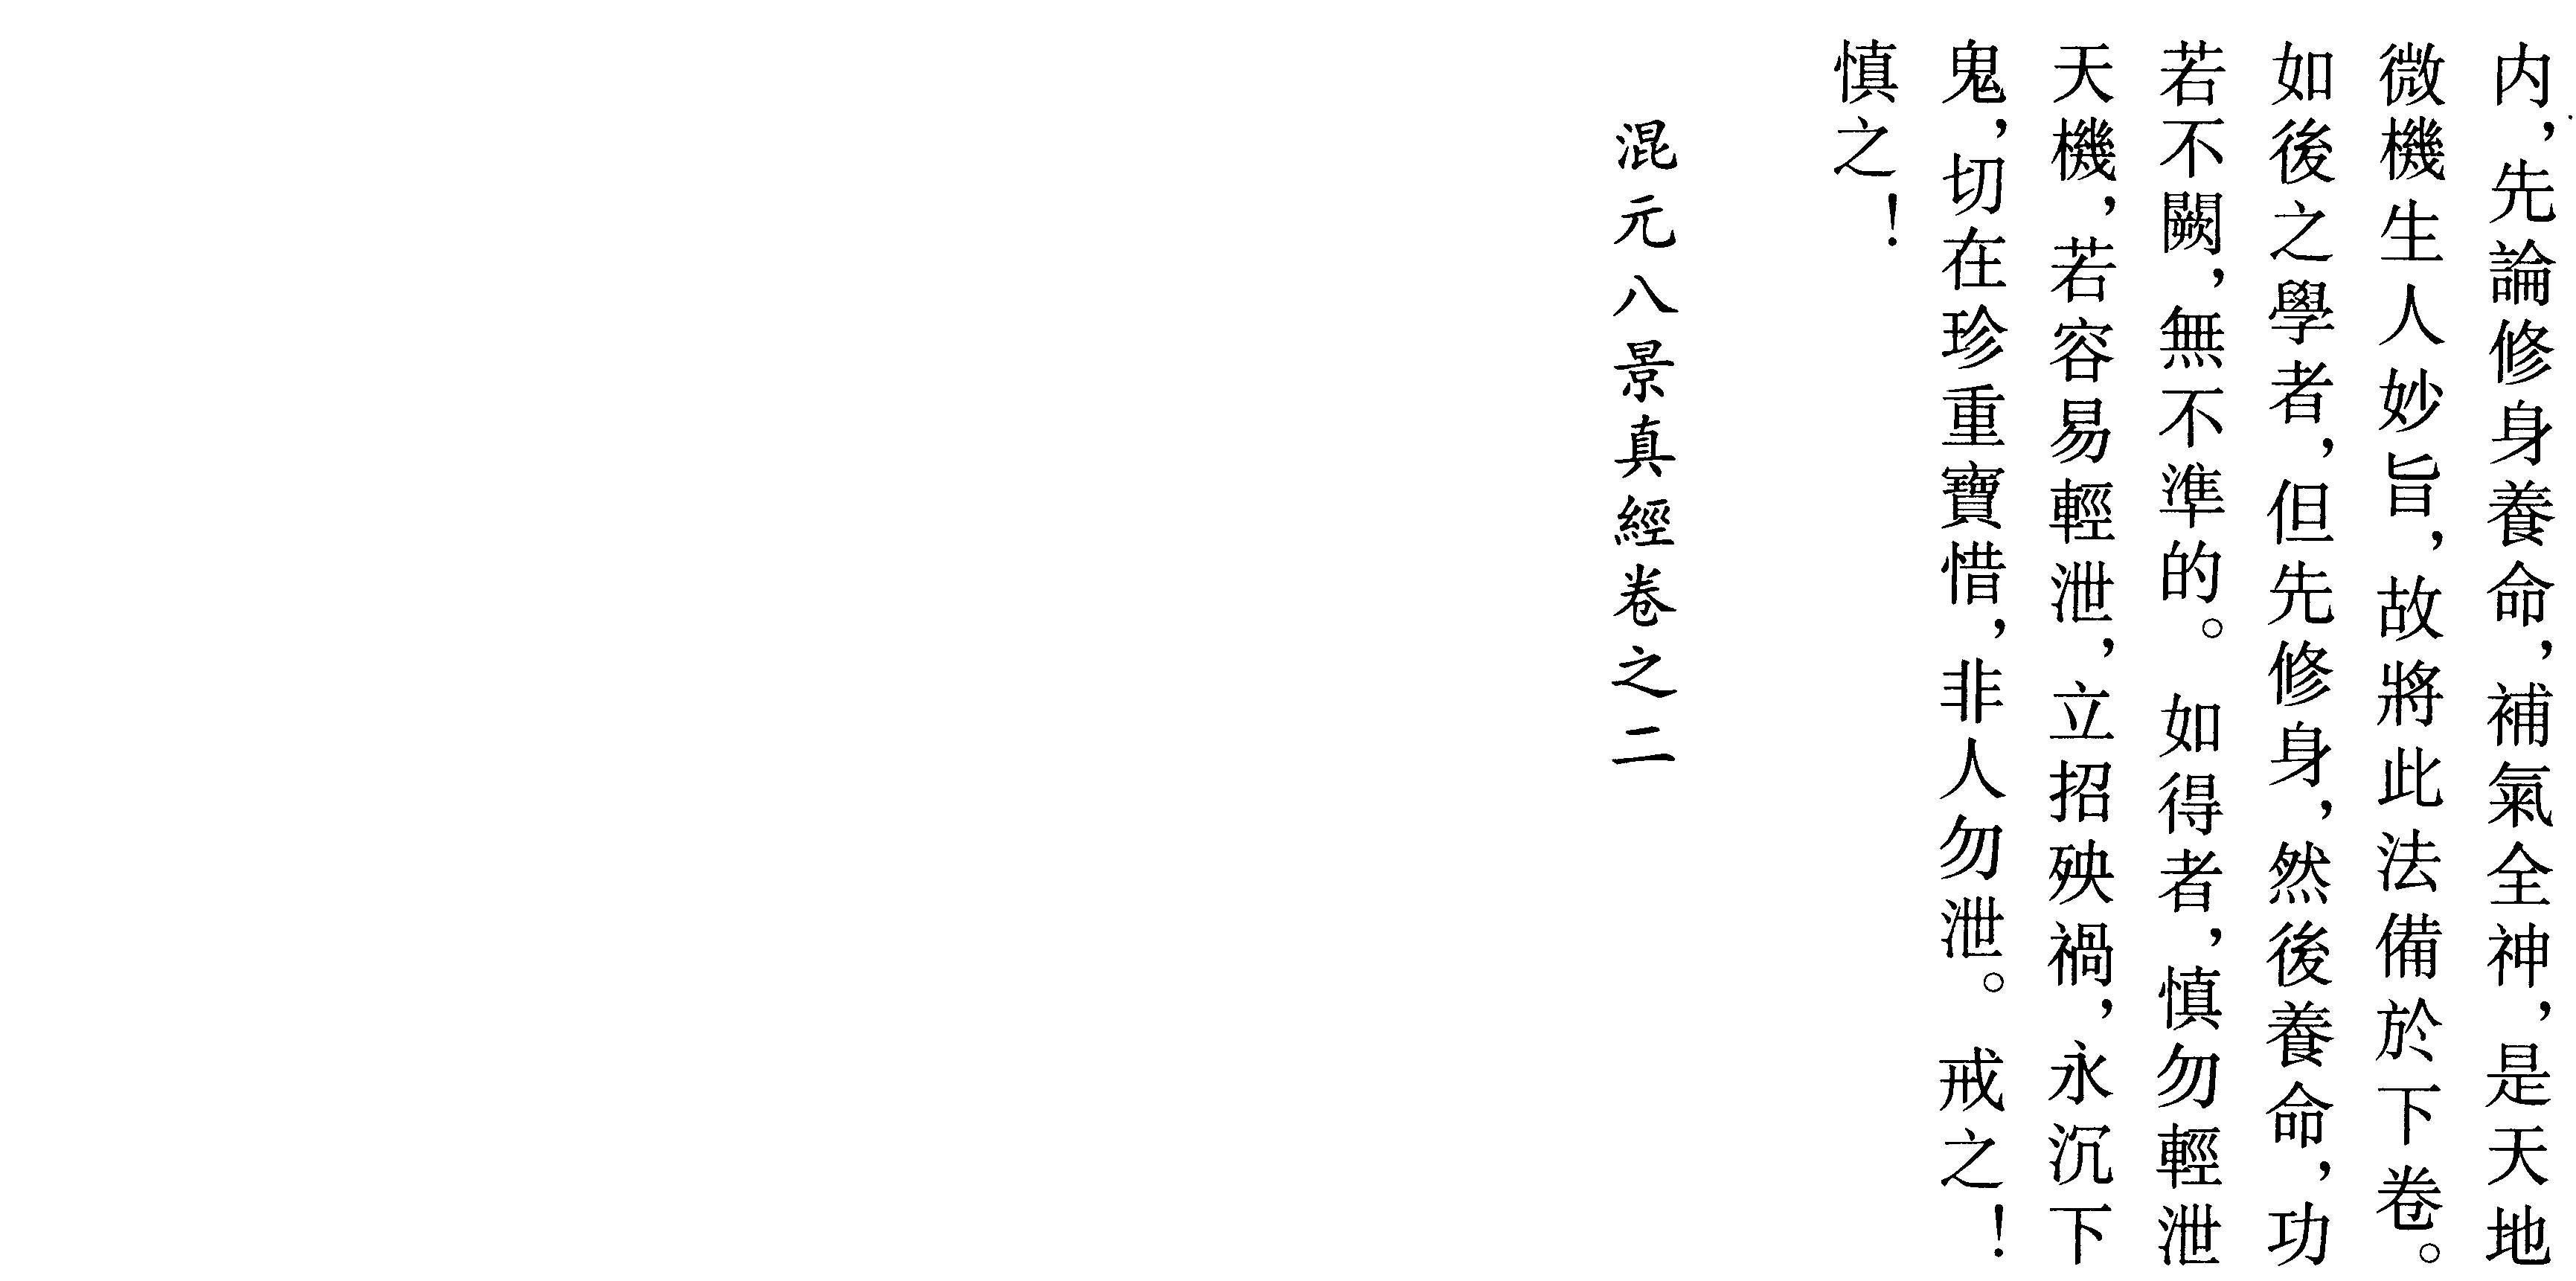 内，先論修身養命，補氣全神，是天地
微機生人妙旨，故將此法備於下卷。
如後之學者，但先修身，然後養命，功
若不闕，無不準的。如得者，慎勿輕泄
天機，若容易輕泄，立招殃禍，永沉下
鬼，切在珍重寶惜，非人勿泄。戒之！
慎之！
混元八景真經卷之二